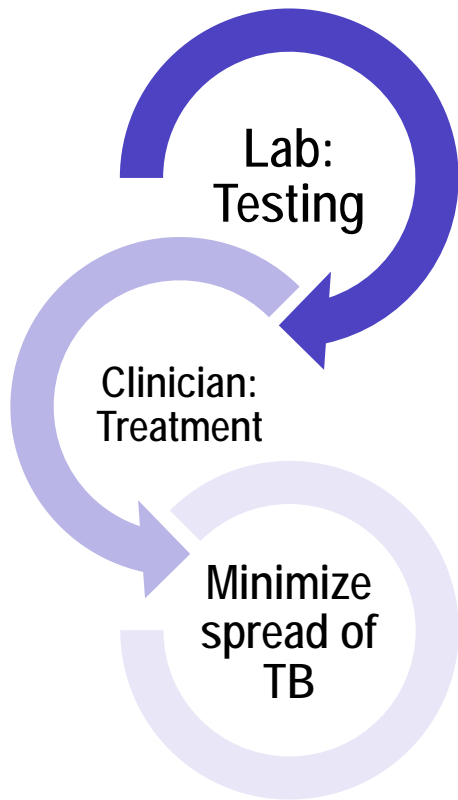 Lab:
Testing
Clinician:
Treatment
Minimize
spread of
TB